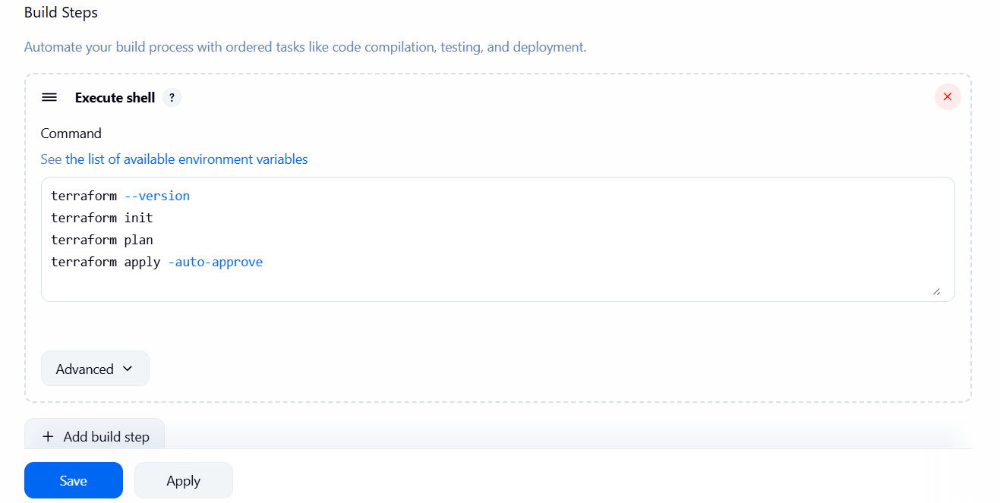 Build Steps
Automate your build process with ordered tasks like code compilation, testing, and deployment.
Execute shell ?
Command
See the list of available environment variables
terraform --version
terraform init
terraform plan
terraform apply -auto-approve
Advanced
Add build step
Save Apply